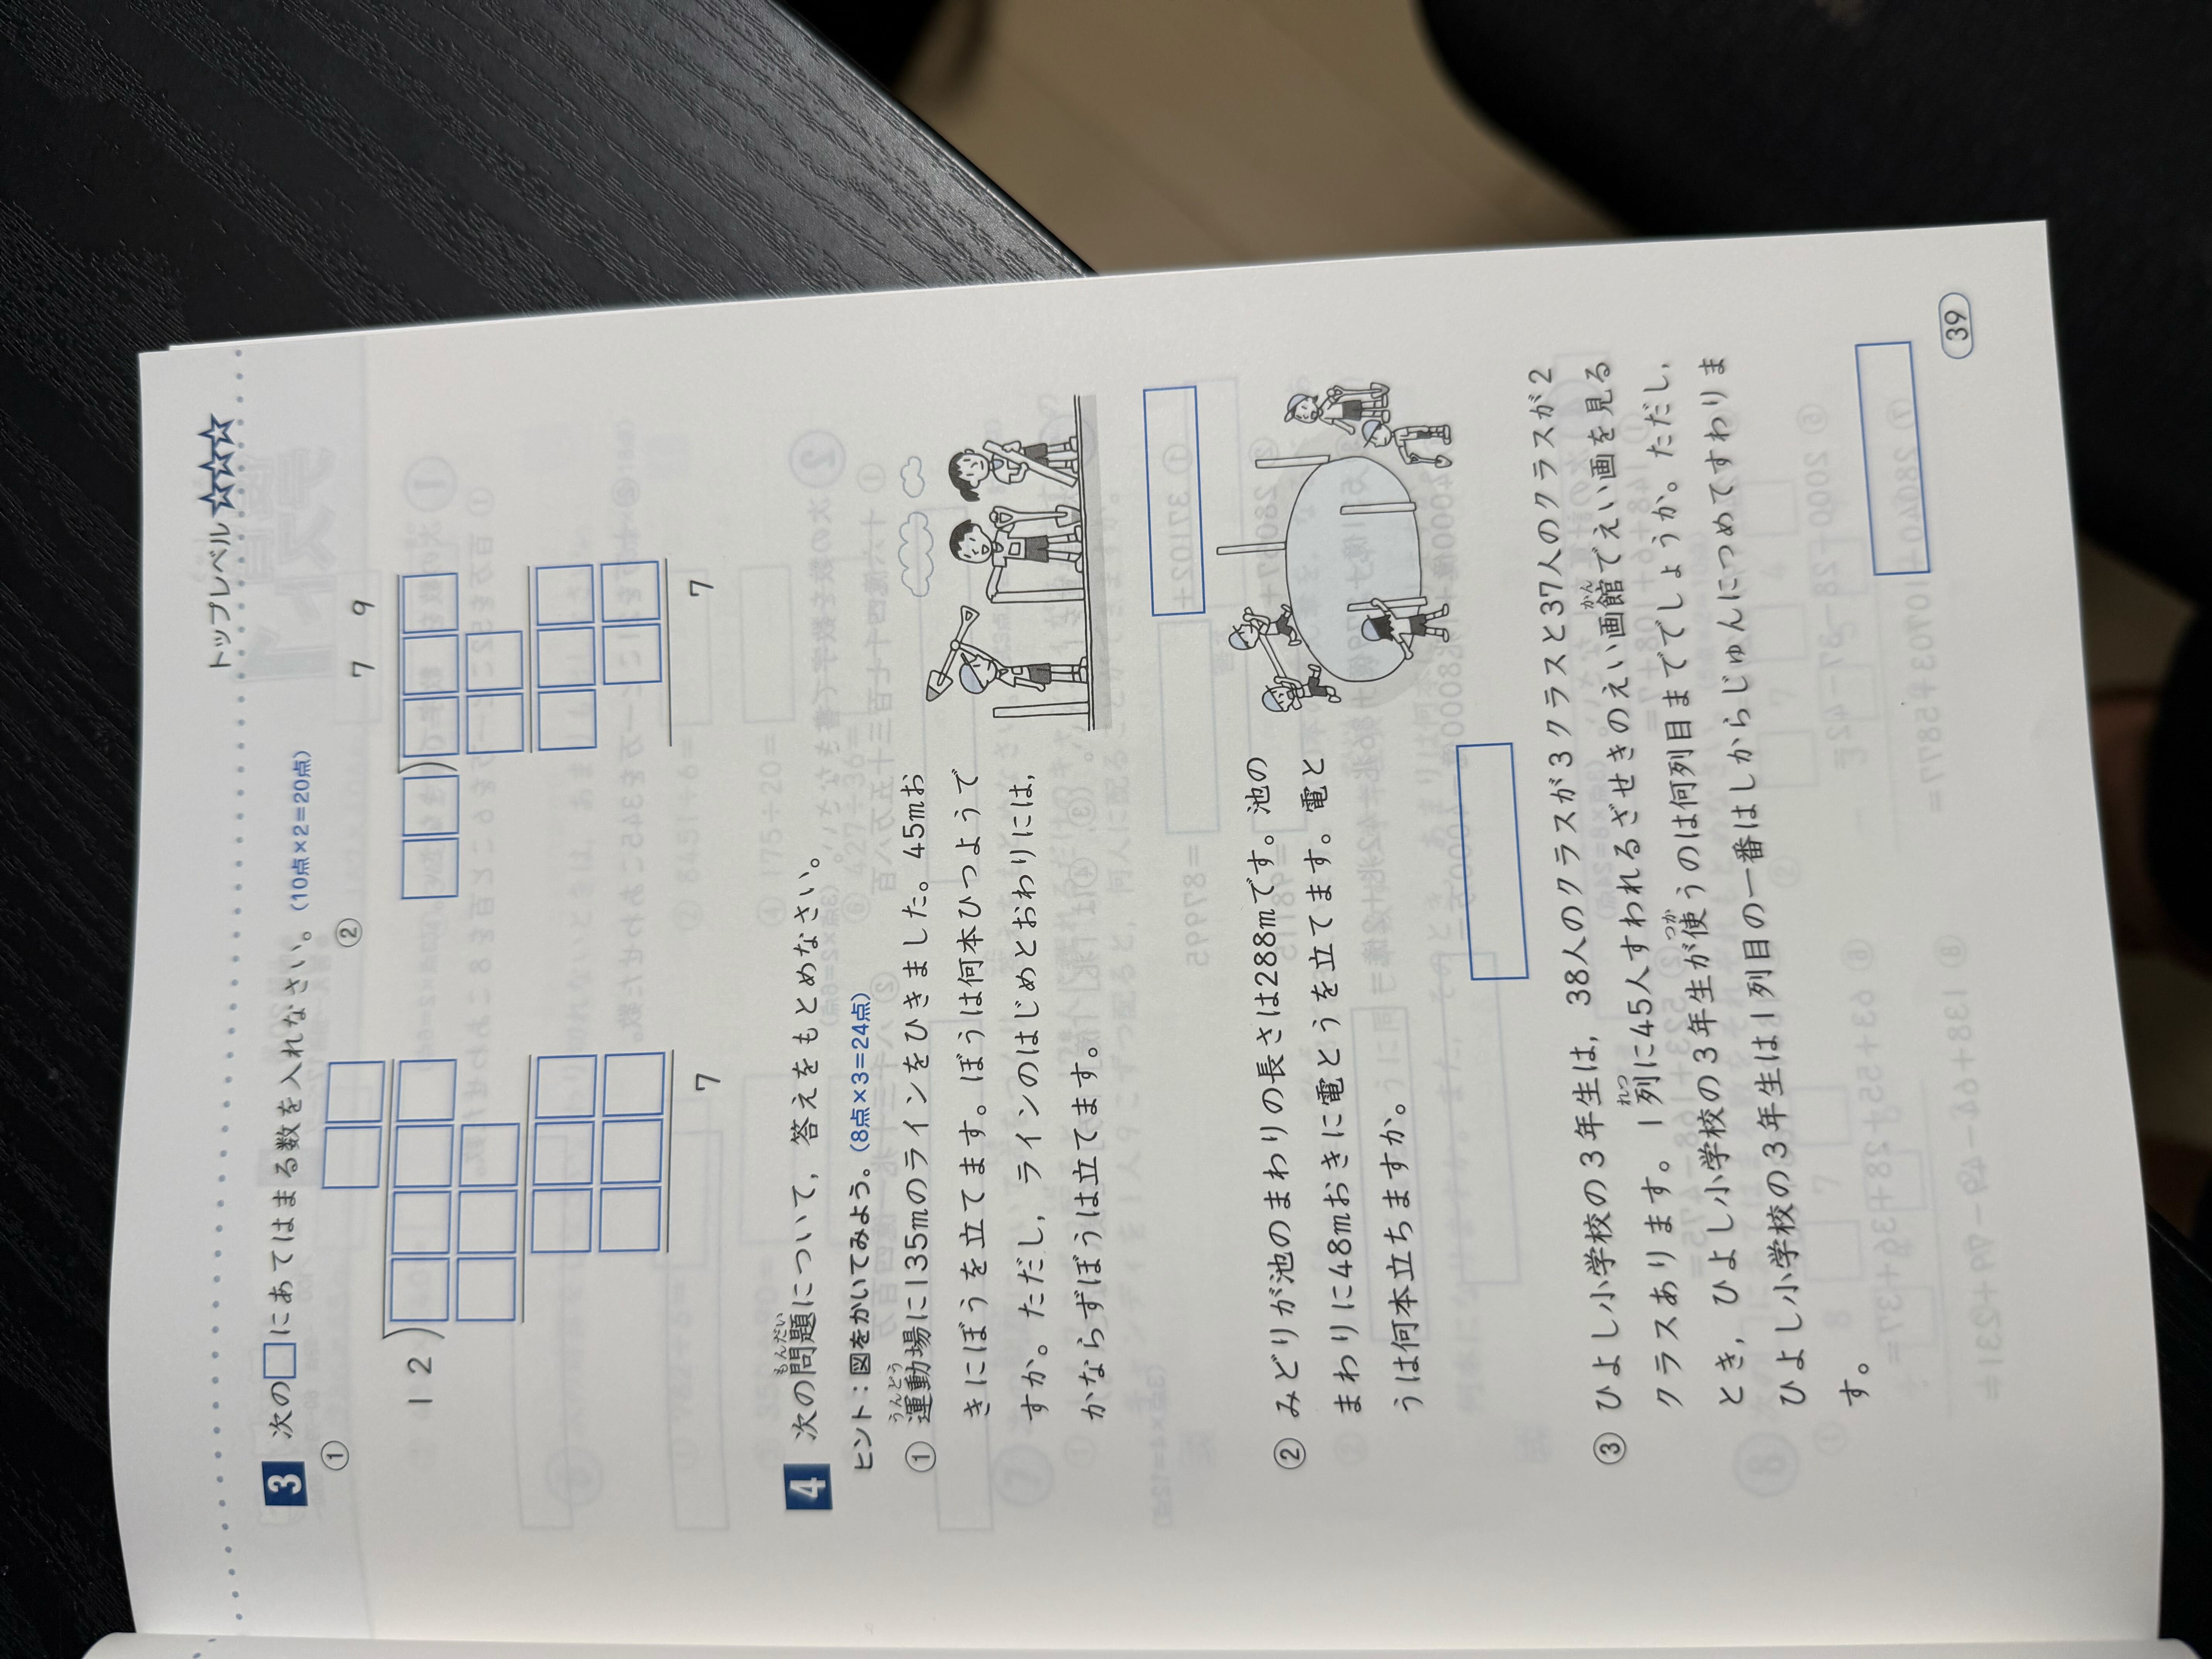 トップレベル ☆☆☆
3 次の□にあてはまる数を入れなさい。(10点×2=20点)
①
12
7
②
7 9
7
4 次の問題について，答えをもとめなさい。
もんだい
ヒント：図をかいてみよう。(8点×3=24点)
うんどう
① 運動場に135mのラインをひきました。45mお
きにぼうを立てます。ぼうは何本ひつようで
すか。ただし，ラインのはじめとおわりには，
かならずぼうは立てます。
② みどりが池のまわりの長さは288mです。池の
まわりに48mおきに電とうを立てます。電と
うは何本立ちますか。
③ ひよし小学校の3年生は，38人のクラスが3クラスと37人のクラスが2
れつ かん
クラスあります。1列に45人すわれるざせきのえい画館でえい画を見る
つか
とき，ひよし小学校の3年生が使うのは何列目まででしょうか。ただし，
ひよし小学校の3年生は1列目の一番はしからじゅんにつめてすわりま
す。
39